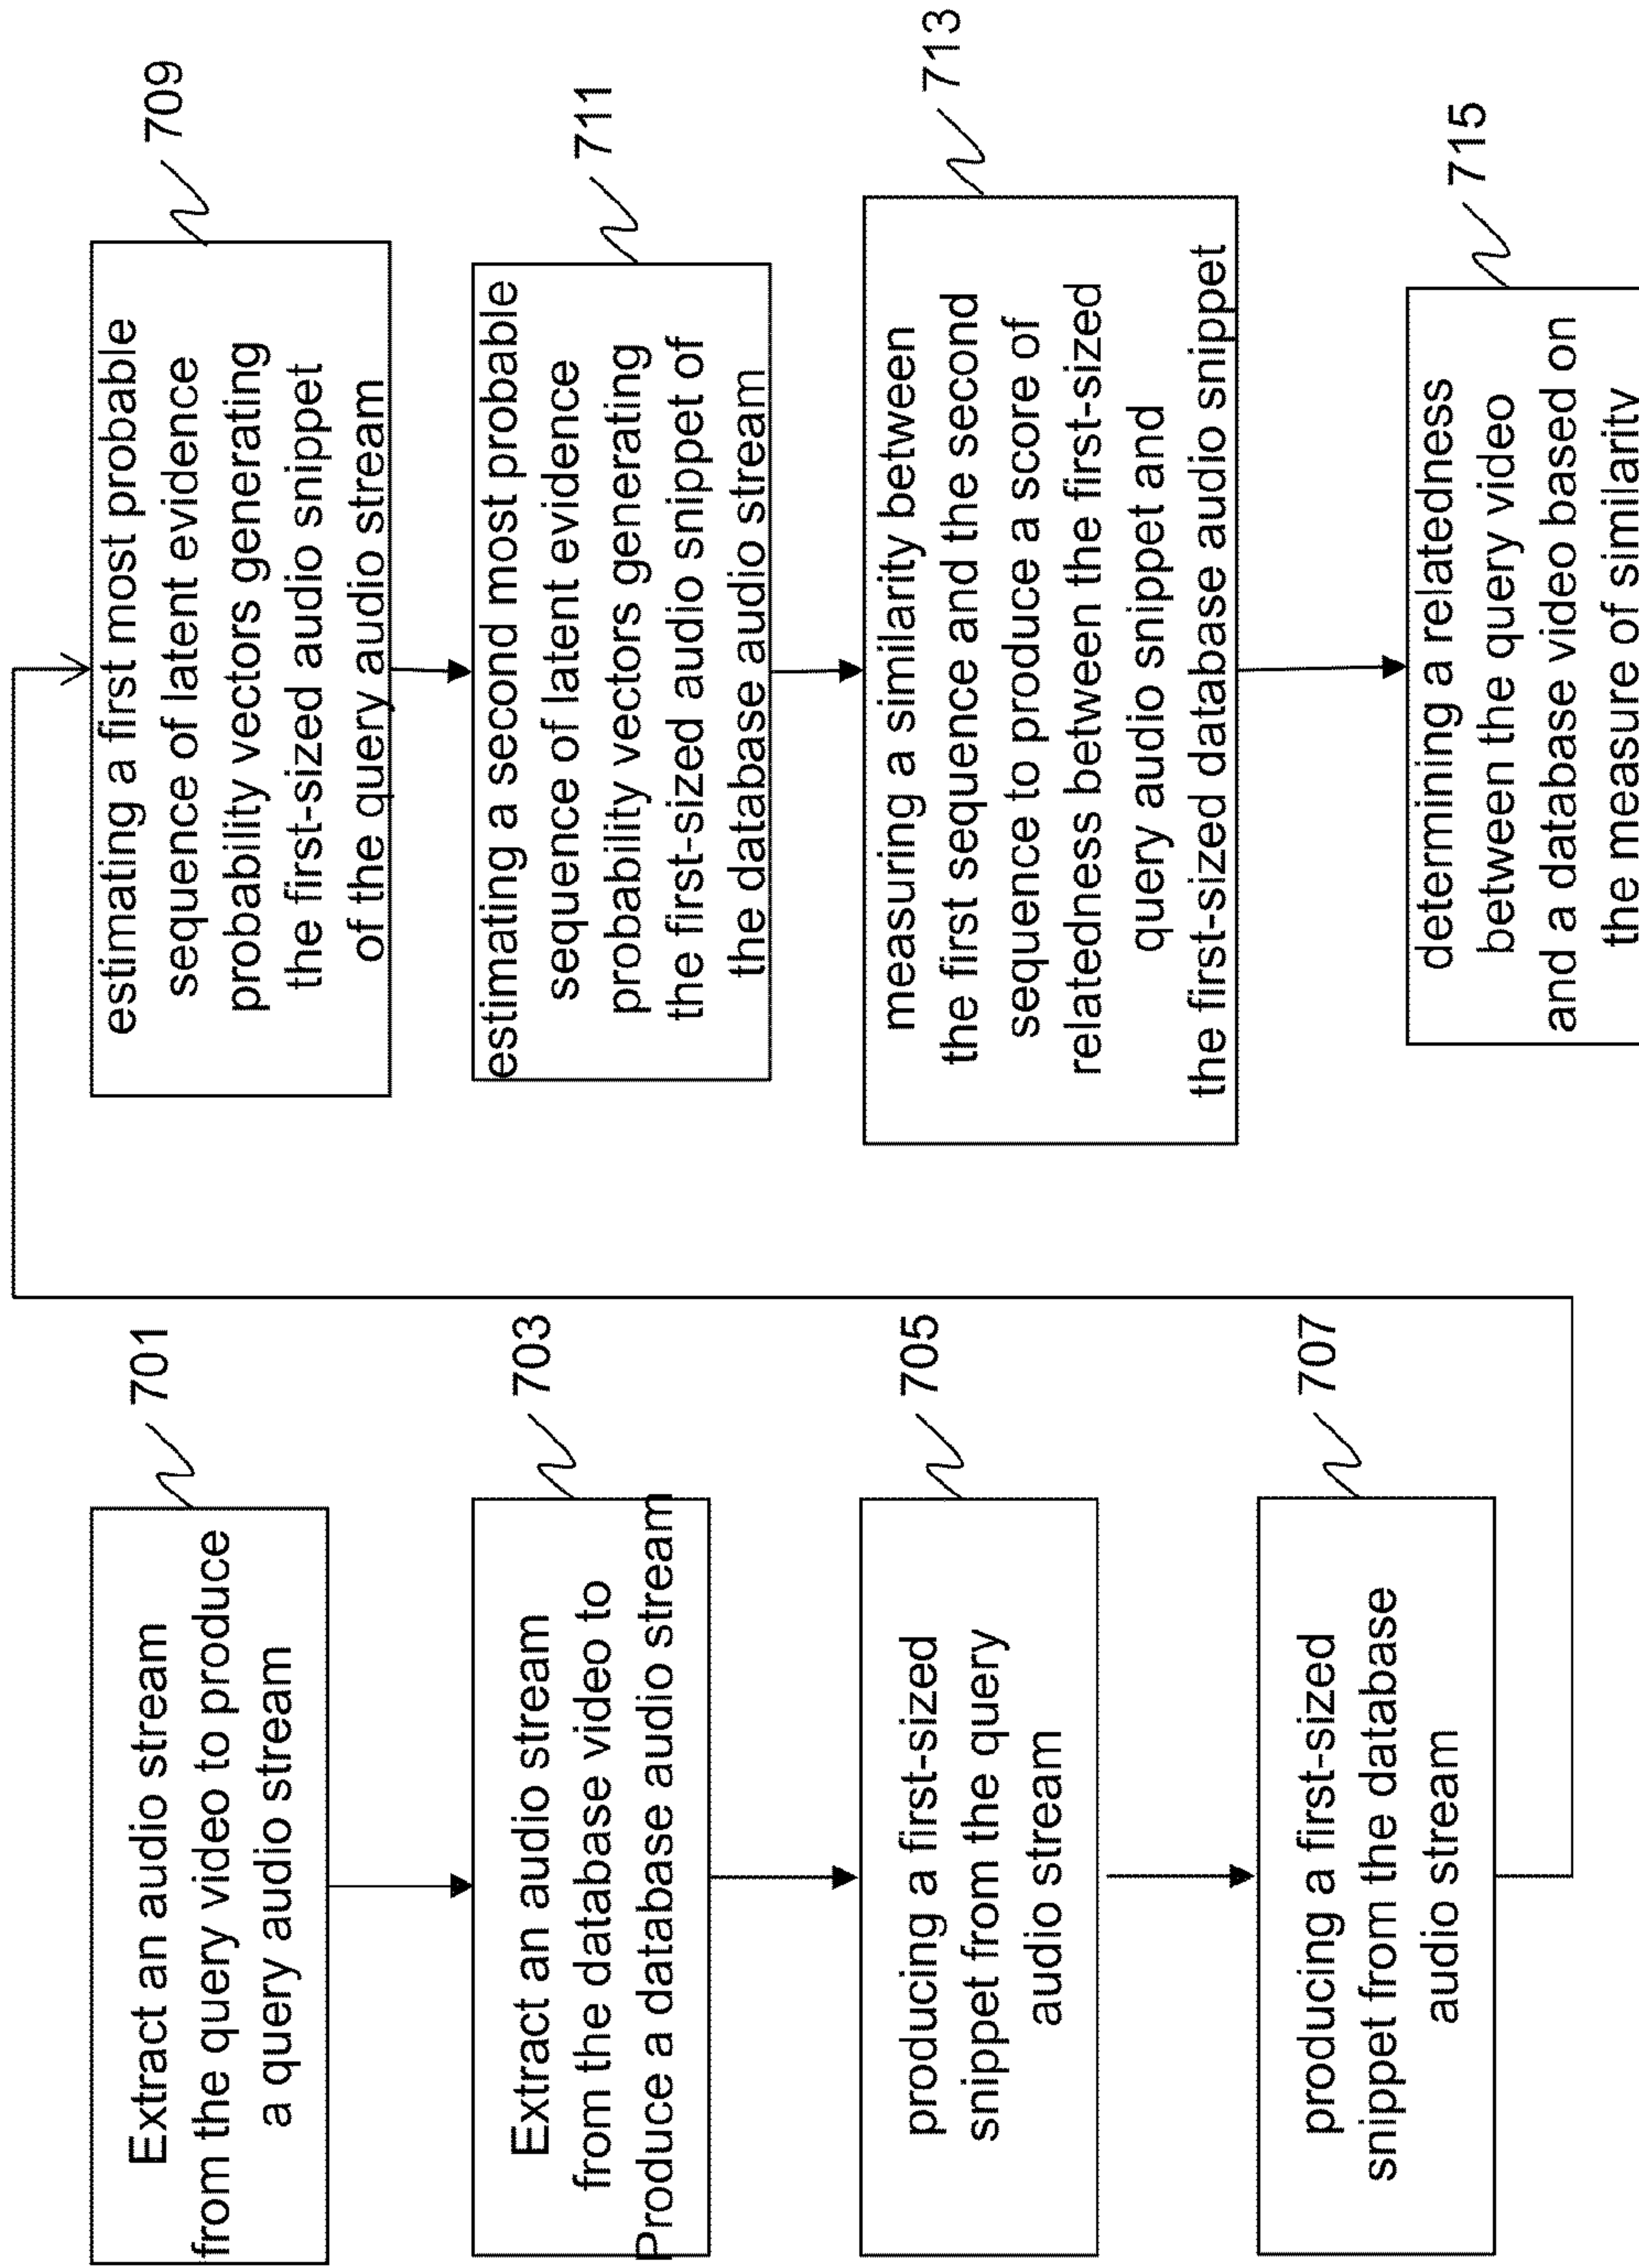 Extract an audio stream
from the query video to produce
a query audio stream
701
Extract an audio stream
from the database video to
Produce a database audio stream
703
producing a first-sized
snippet from the query
audio stream
705
producing a first-sized
snippet from the database
audio stream
707
estimating a first most probable
sequence of latent evidence
probability vectors generating
the first-sized audio snippet
of the query audio stream
709
estimating a second most probable
sequence of latent evidence
probability vectors generating
the first-sized audio snippet of
the database audio stream
711
measuring a similarity between
the first sequence and the second
sequence to produce a score of
relatedness between the first-sized
query audio snippet and
the first-sized database audio snippet
713
determining a relatedness
between the query video
and a database video based on
the measure of similarity
715